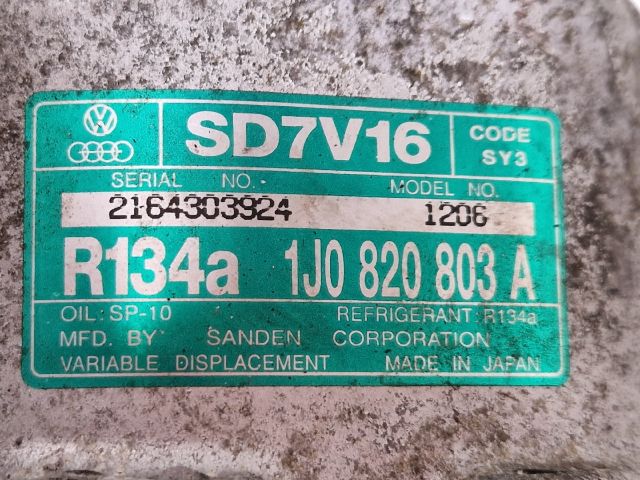 SD7V16
CODE
SY3
SERIAL NO.
MODEL NO.
2164303924
1206
R134a 1J0 820 803 A
OIL: SP-10 REFRIGERANT: R134a
MFD. BY SANDEN CORPORATION
VARIABLE DISPLACEMENT MADE IN JAPAN